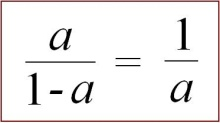 a/(1-a) = 1/a